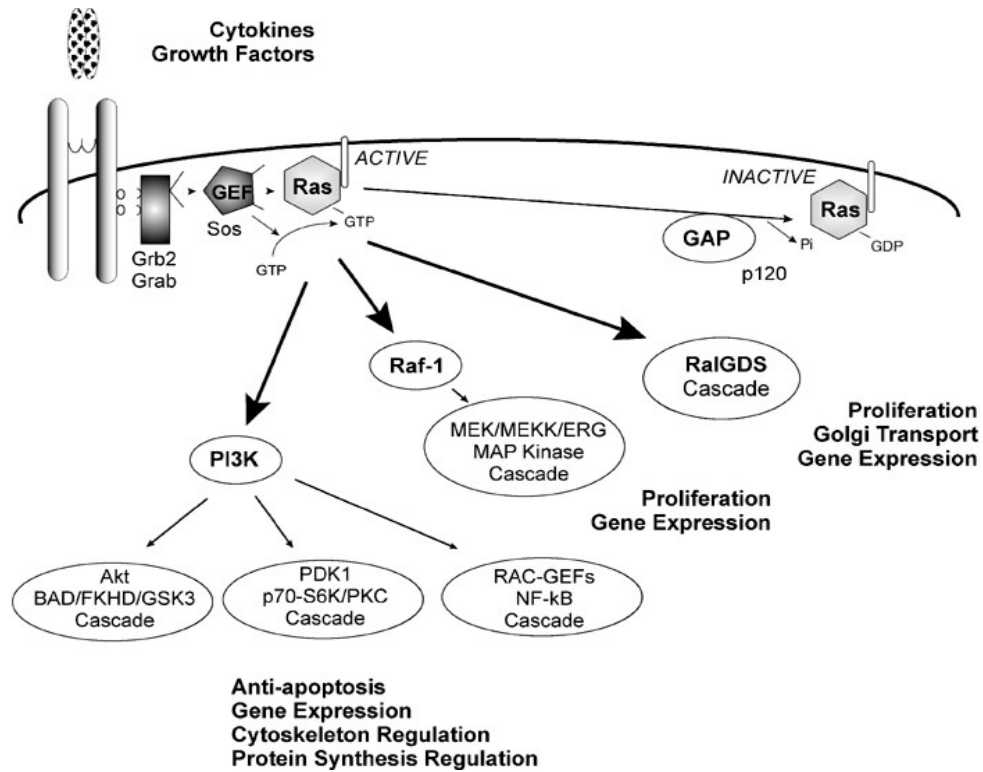 Cytokines
Growth Factors
ACTIVE
INACTIVE
GEF
Ras
Ras
Sos
GTP
GAP
Pi
GDP
Grb2
Grab
GTP
p120
Raf-1
RalGDS
Cascade
MEK/MEKK/ERG
MAP Kinase
Cascade
Proliferation
Golgi Transport
Gene Expression
PI3K
Proliferation
Gene Expression
Akt
BAD/FKHD/GSK3
Cascade
PDK1
p70-S6K/PKC
Cascade
RAC-GEFs
NF-kB
Cascade
Anti-apoptosis
Gene Expression
Cytoskeleton Regulation
Protein Synthesis Regulation